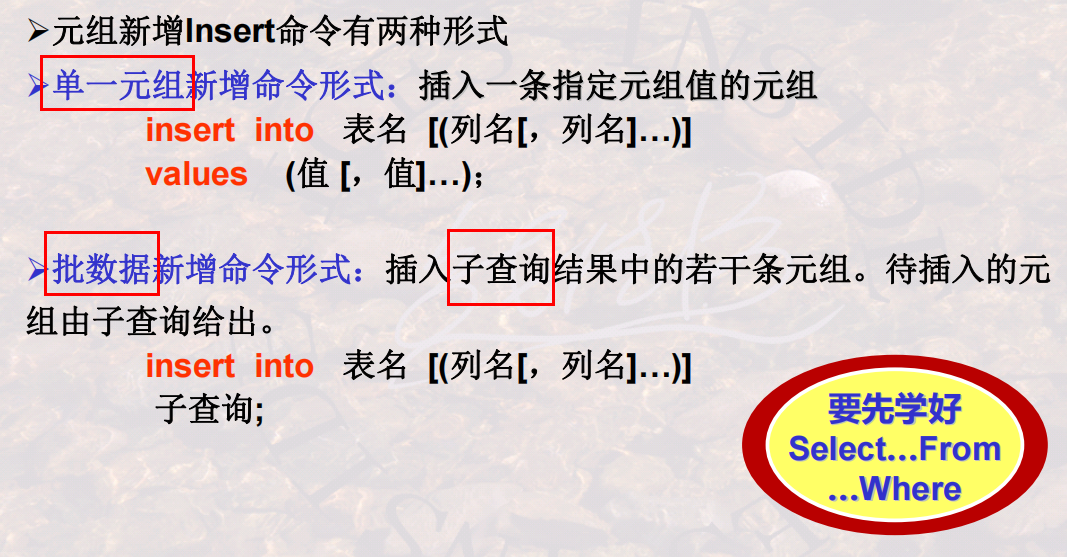 ➢元组新增Insert命令有两种形式
➢单一元组新增命令形式：插入一条指定元组值的元组
insert into 表名 [(列名[，列名]…)]
values (值 [，值]…);
➢批数据新增命令形式：插入子查询结果中的若干条元组。待插入的元
组由子查询给出。
insert into 表名 [(列名[，列名]…)]
子查询;
要先学好
Select…From
…Where